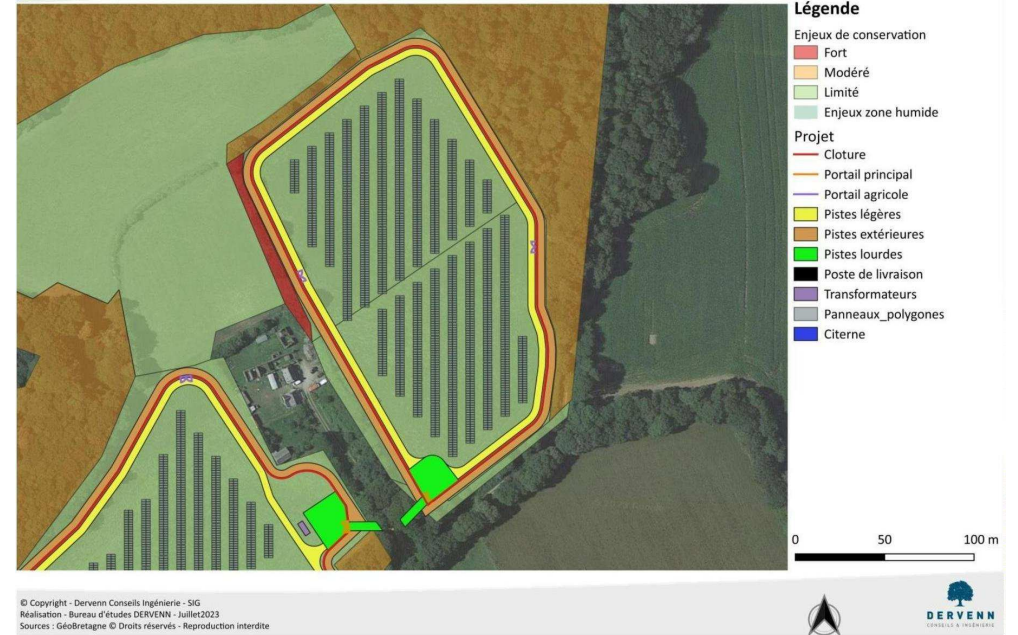 Légende
Enjeux de conservation
Fort
Modéré
Limité
Enjeux zone humide
Projet
Cloture
Portail principal
Portail agricole
Pistes légères
Pistes extérieures
Pistes lourdes
Poste de livraison
Transformateurs
Panneaux_polygones
Citerne
0 50 100 m
© Copyright - Dervenn Conseils Ingénierie - SIG
Réalisation - Bureau d'études DERVENN - Juillet2023
Sources : GéoBretagne © Droits réservés - Reproduction interdite
DERVENN
CONSEILS & INGÉNIERIE